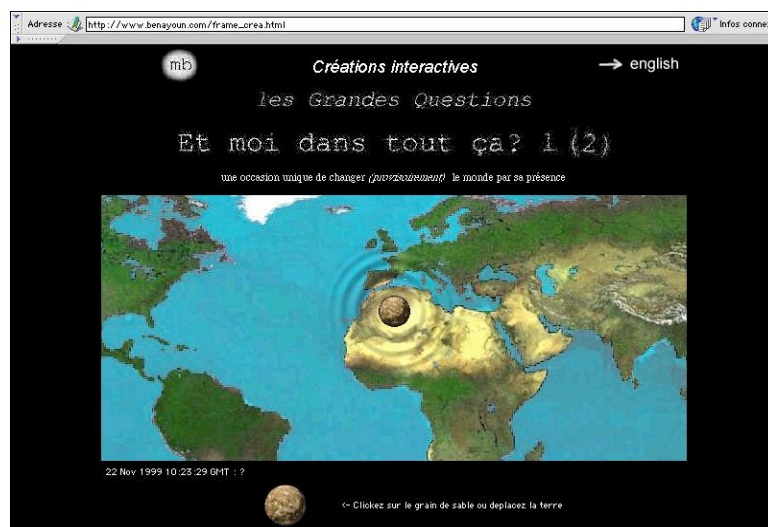 Adresse http://www.benayoun.com/frame_crea.html Infos conne
mb Créations interactives → english
les Grandes Questions
Et moi dans tout ça? 1 (2)
une occasion unique de changer (provisoirement) le monde par sa présence
22 Nov 1999 10:23:29 GMT : ?
<- Clickez sur le grain de sable ou deplacez la terre